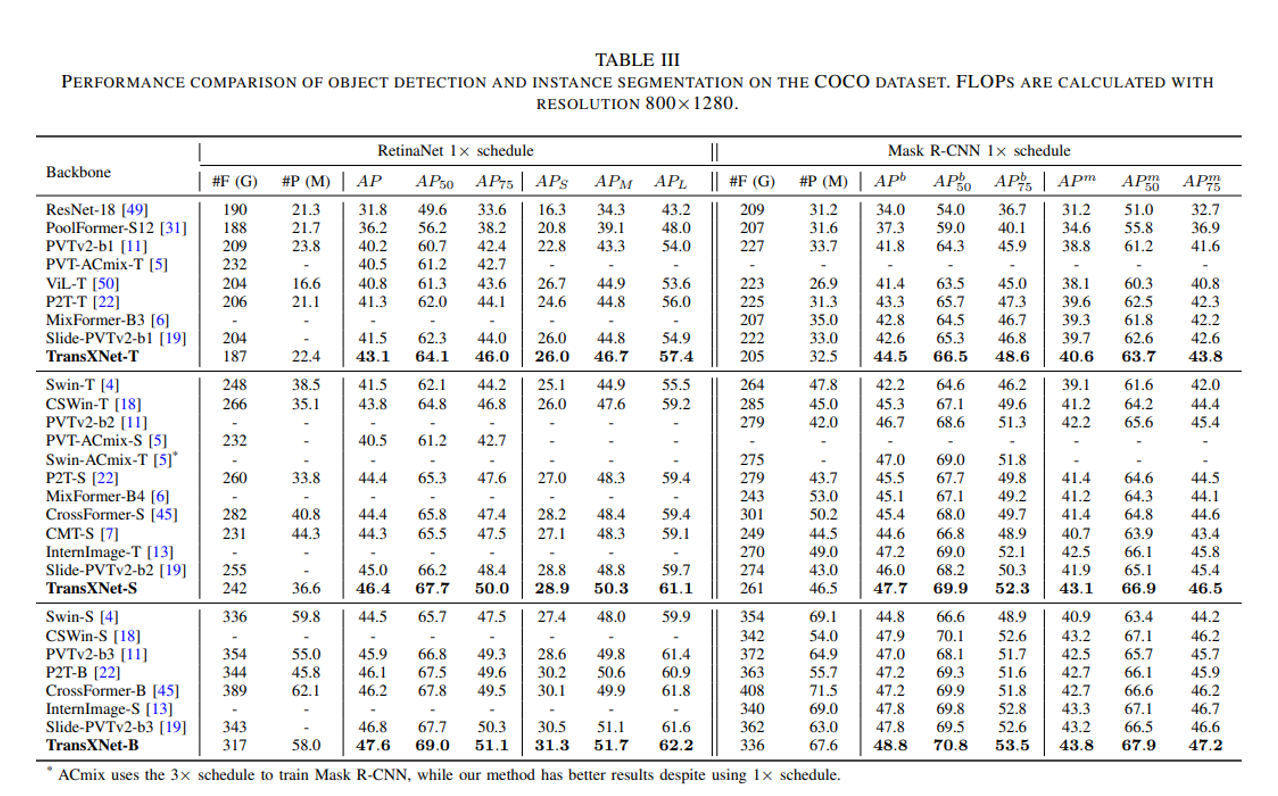 TABLE III
PERFORMANCE COMPARISON OF OBJECT DETECTION AND INSTANCE SEGMENTATION ON THE COCO DATASET. FLOPS ARE CALCULATED WITH
RESOLUTION 800×1280.
Backbone RetinaNet 1× schedule Mask R-CNN 1× schedule
#F (G) #P (M) AP AP50 AP75 APS APM APL #F (G) #P (M) AP^b AP^b_50 AP^b_75 AP^m AP^m_50 AP^m_75
ResNet-18 [49] 190 21.3 31.8 49.6 33.6 16.3 34.3 43.2 209 31.2 34.0 54.0 36.7 31.2 51.0 32.7
PoolFormer-S12 [31] 188 21.7 36.2 56.2 38.2 20.8 39.1 48.0 207 31.6 37.3 59.0 40.1 34.6 55.8 36.9
PVTv2-b1 [11] 209 23.8 40.2 60.7 42.4 22.8 43.3 54.0 227 33.7 41.8 64.3 45.9 38.8 61.2 41.6
PVT-ACmix-T [5] 232 - 40.5 61.2 42.7 - - - - - - - - - - -
ViL-T [50] 204 16.6 40.8 61.3 43.6 26.7 44.9 53.6 223 26.9 41.4 63.5 45.0 38.1 60.3 40.8
P2T-T [22] 206 21.1 41.3 62.0 44.1 24.6 44.8 56.0 225 31.3 43.3 65.7 47.3 39.6 62.5 42.3
MixFormer-B3 [6] - - - - - - - - 207 35.0 42.8 64.5 46.7 39.3 61.8 42.2
Slide-PVTv2-b1 [19] 204 - 41.5 62.3 44.0 26.0 44.8 54.9 222 33.0 42.6 65.3 46.8 39.7 62.6 42.6
TransXNet-T 187 22.4 43.1 64.1 46.0 26.0 46.7 57.4 205 32.5 44.5 66.5 48.6 40.6 63.7 43.8
Swin-T [4] 248 38.5 41.5 62.1 44.2 25.1 44.9 55.5 264 47.8 42.2 64.6 46.2 39.1 61.6 42.0
CSWin-T [18] 266 35.1 43.8 64.8 46.8 26.0 47.6 59.2 285 45.0 45.3 67.1 49.6 41.2 64.2 44.4
PVTv2-b2 [11] - - - - - - - - 279 42.0 46.7 68.6 51.3 42.2 65.6 45.4
PVT-ACmix-S [5] 232 - 40.5 61.2 42.7 - - - - - - - - - -
Swin-ACmix-T [5]* - - - - - - - - 275 - 47.0 69.0 51.8 - - -
P2T-S [22] 260 33.8 44.4 65.3 47.6 27.0 48.3 59.4 279 43.7 45.5 67.7 49.8 41.4 64.6 44.5
MixFormer-B4 [6] - - - - - - - - 243 53.0 45.1 67.1 49.2 41.2 64.3 44.1
CrossFormer-S [45] 282 40.8 44.4 65.8 47.4 28.2 48.4 59.4 301 50.2 45.4 68.0 49.7 41.4 64.8 44.6
CMT-S [7] 231 44.3 44.3 65.5 47.5 27.1 48.3 59.1 249 44.5 44.6 66.8 48.9 40.7 63.9 43.4
InternImage-T [13] - - - - - - - - 270 49.0 47.2 69.0 52.1 42.5 66.1 45.8
Slide-PVTv2-b2 [19] 255 - 45.0 66.2 48.4 28.8 48.8 59.7 274 43.0 46.0 68.2 50.3 41.9 65.1 45.4
TransXNet-S 242 36.6 46.4 67.7 50.0 28.9 50.3 61.1 261 46.5 47.7 69.9 52.3 43.1 66.9 46.5
Swin-S [4] 336 59.8 44.5 65.7 47.5 27.4 48.0 59.9 354 69.1 44.8 66.6 48.9 40.9 63.4 44.2
CSWin-S [18] - - - - - - - - 342 54.0 47.9 70.1 52.6 43.2 67.1 46.2
PVTv2-b3 [11] 354 55.0 45.9 66.8 49.3 28.6 49.8 61.4 372 64.9 47.0 68.1 51.7 42.5 65.7 45.7
P2T-B [22] 344 45.8 46.1 67.5 49.6 30.2 50.6 60.9 363 55.7 47.2 69.3 51.6 42.7 66.1 45.9
CrossFormer-B [45] 389 62.1 46.2 67.8 49.5 30.1 49.9 61.8 408 71.5 47.2 69.9 51.8 42.7 66.6 46.2
InternImage-S [13] - - - - - - - - 340 69.0 47.8 69.8 52.8 43.3 67.1 46.7
Slide-PVTv2-b3 [19] 343 - 46.8 67.7 50.3 30.5 51.1 61.6 362 63.0 47.8 69.5 52.6 43.2 66.5 46.6
TransXNet-B 317 58.0 47.6 69.0 51.1 31.3 51.7 62.2 336 67.6 48.8 70.8 53.5 43.8 67.9 47.2
* ACmix uses the 3× schedule to train Mask R-CNN, while our method has better results despite using 1× schedule.